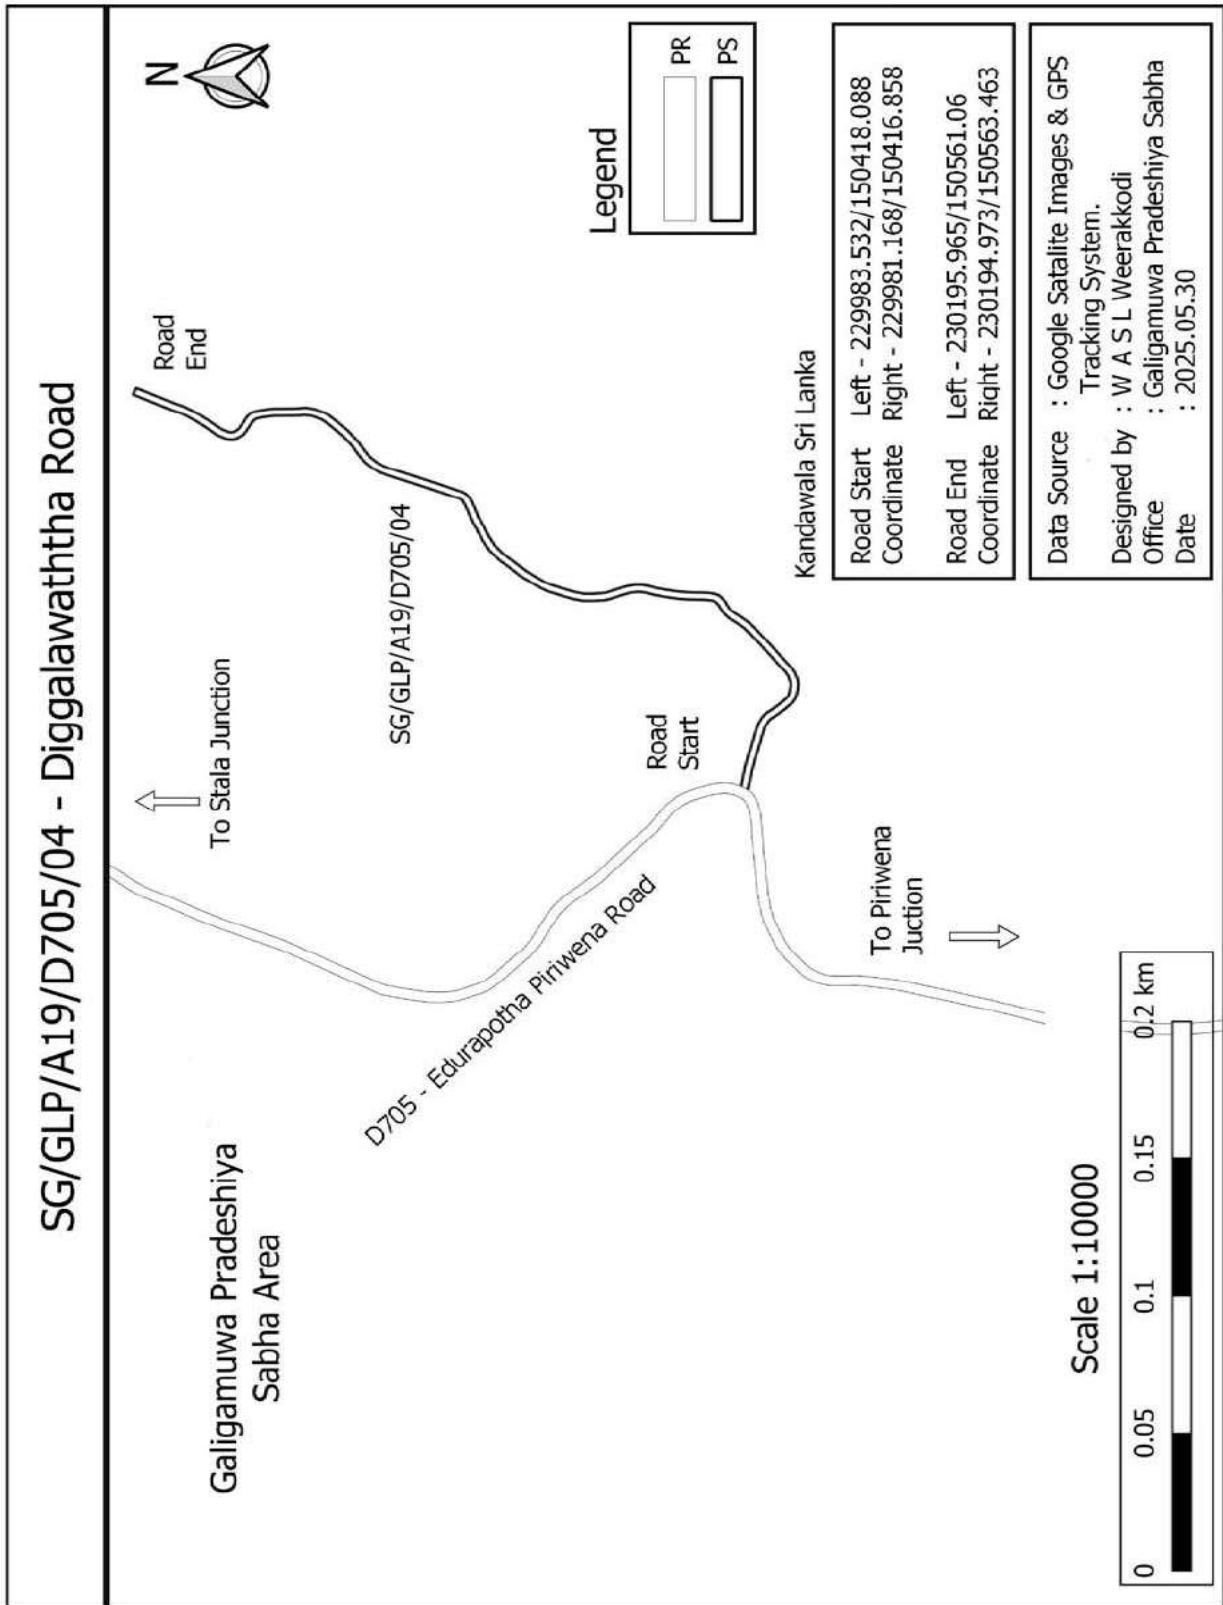 SG/GLP/A19/D705/04 - Diggalawaththa Road
N
Galigamuwa Pradeshiya
Sabha Area
To Stala Junction
Road
End
SG/GLP/A19/D705/04
D705 - Edurapotha Piriwena Road
Road
Start
To Piriwena
Juction
Legend
PR
PS
Kandawala Sri Lanka
Road Start Left - 229983.532/150418.088
Coordinate Right - 229981.168/150416.858
Road End Left - 230195.965/150561.06
Coordinate Right - 230194.973/150563.463
Data Source : Google Satalite Images & GPS
Tracking System.
Designed by : W A S L Weerakkodi
Office : Galigamuwa Pradeshiya Sabha
Date : 2025.05.30
Scale 1:10000
0 0.05 0.1 0.15 0.2 km